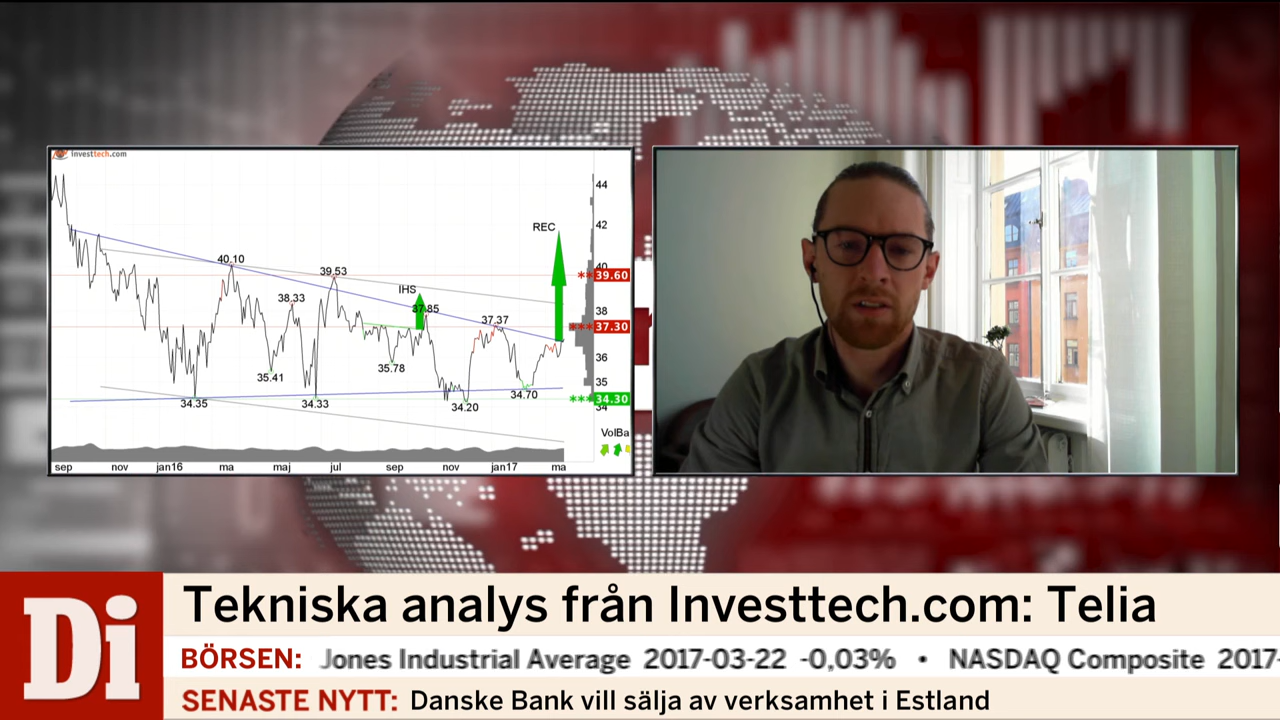 investtech.com
44
42
REC
40.10
40
39.53
**39.60
IHS
38.33
38
37.85
37.37
***37.30
36
35.78
35.41
35
34.70
34.35
34.33
34.20
***34.30
34
VolBa
sep nov jan16 ma maj jul sep nov jan17 ma
Di
Tekniska analys från Investtech.com: Telia
BÖRSEN: Jones Industrial Average 2017-03-22 -0,03% • NASDAQ Composite 2017-
SENASTE NYTT: Danske Bank vill sälja av verksamhet i Estland